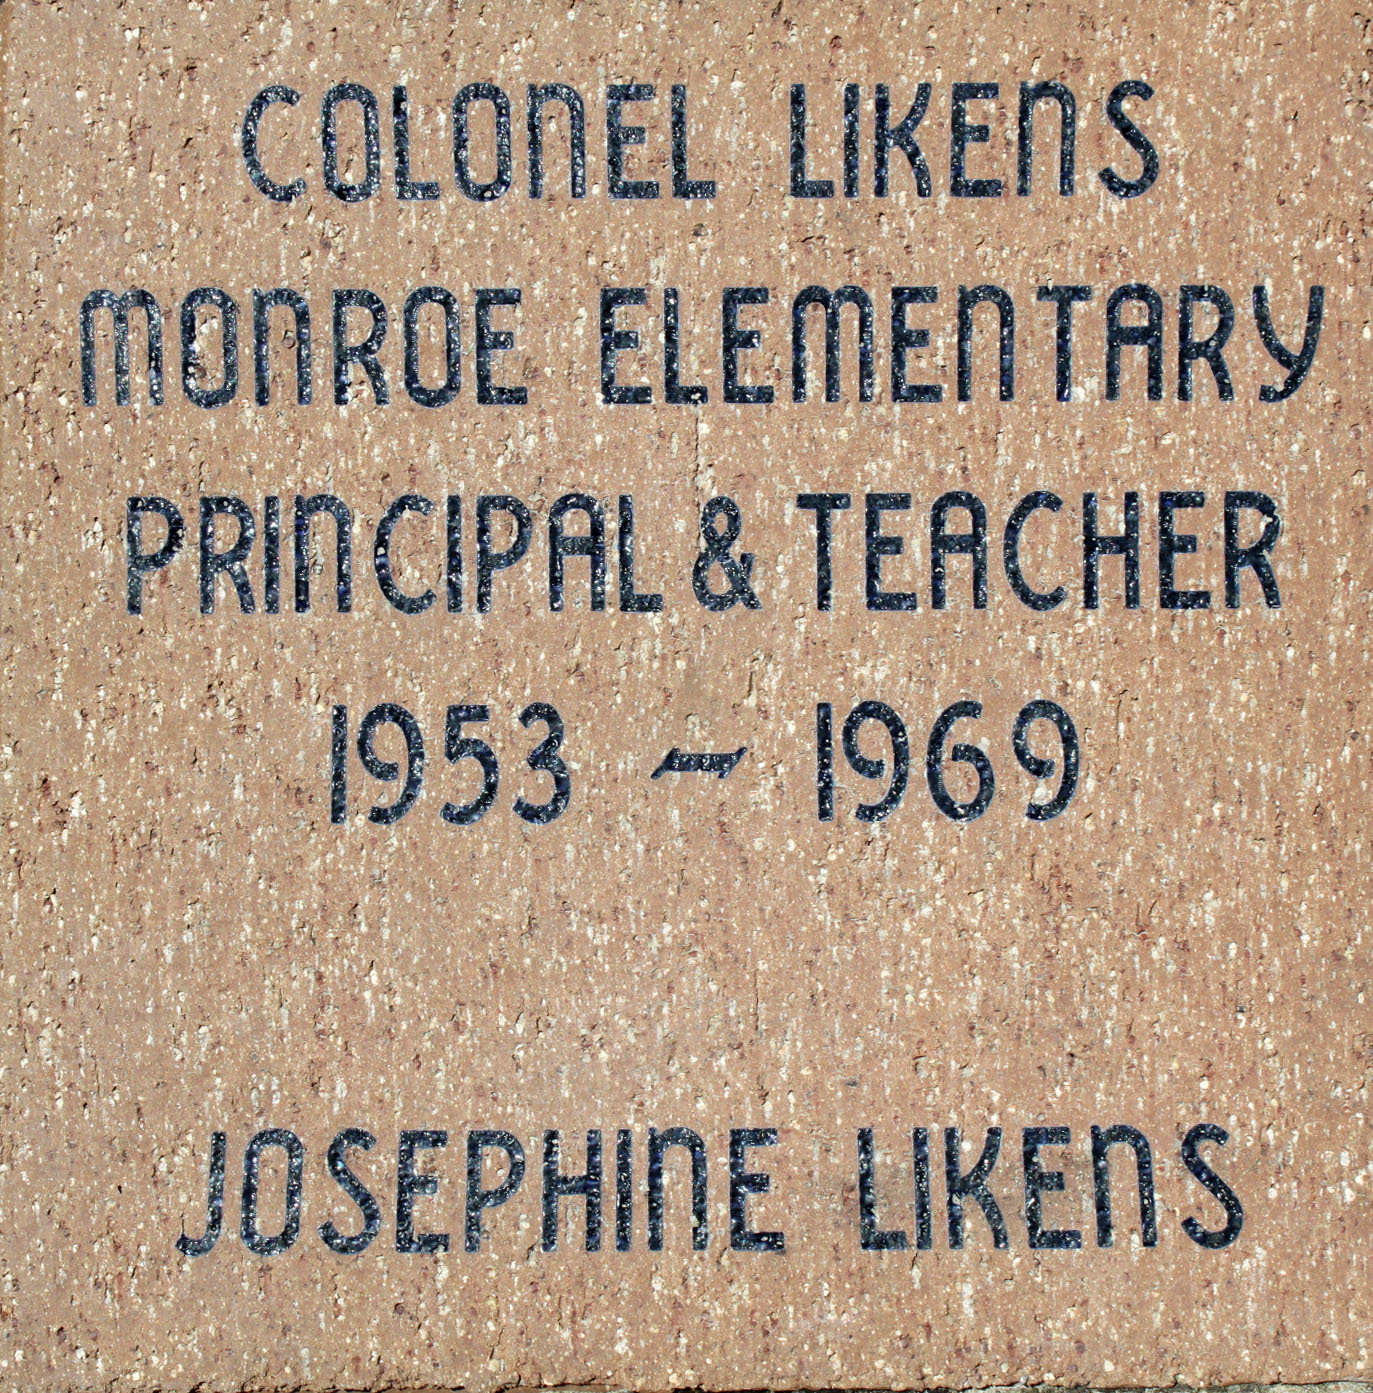 COLONEL LIKENS
MONROE ELEMENTARY
PRINCIPAL & TEACHER
1953 ~ 1969
JOSEPHINE LIKENS